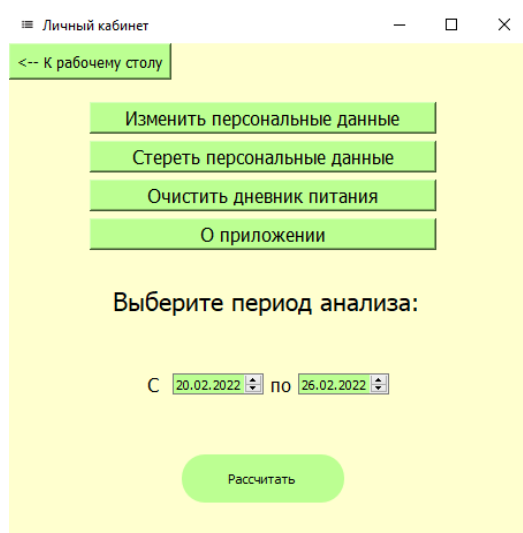 Личный кабинет
<-- К рабочему столу
Изменить персональные данные
Стереть персональные данные
Очистить дневник питания
О приложении
Выберите период анализа:
С 20.02.2022 по 26.02.2022
Рассчитать